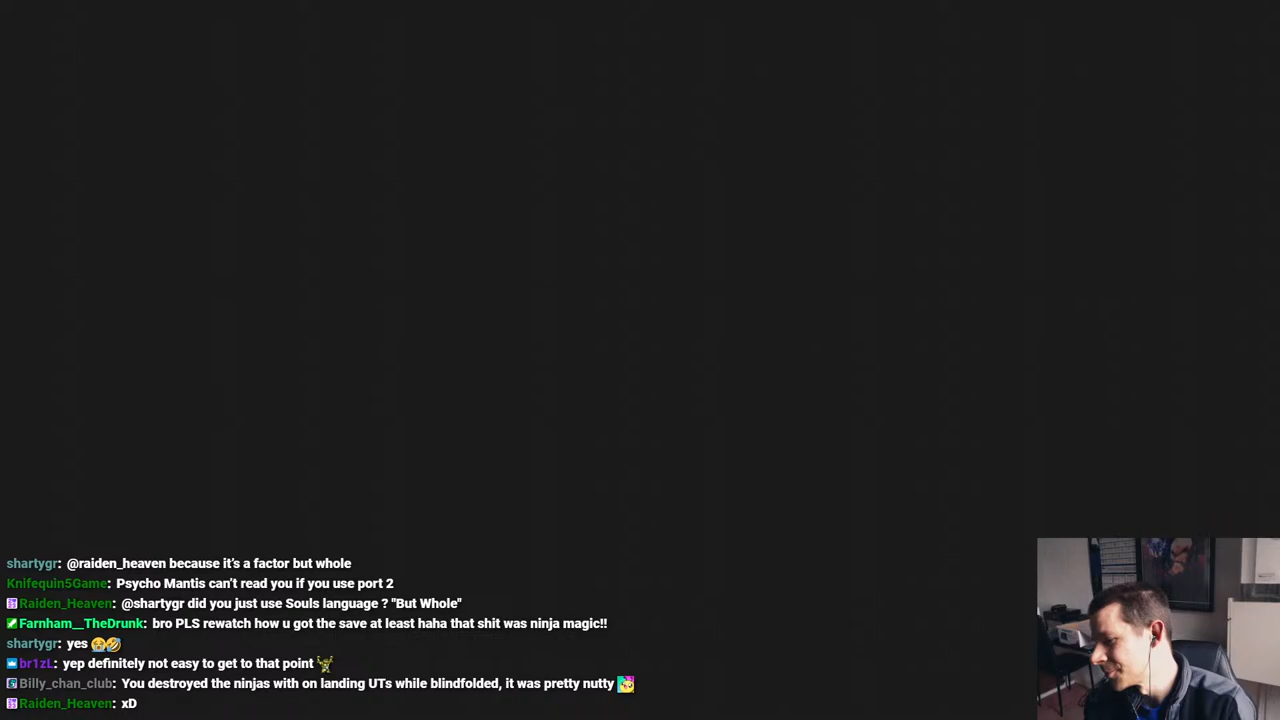 shartygr: @raiden_heaven because it's a factor but whole
Knifequin5Game: Psycho Mantis can't read you if you use port 2
Raiden_Heaven: @shartygr did you just use Souls language ? "But Whole"
Farnham__TheDrunk: bro PLS rewatch how u got the save at least haha that shit was ninja magic!!
shartygr: yes 😭🤣
br1zL: yep definitely not easy to get to that point
Billy_chan_club: You destroyed the ninjas with on landing UTs while blindfolded, it was pretty nutty
Raiden_Heaven: xD